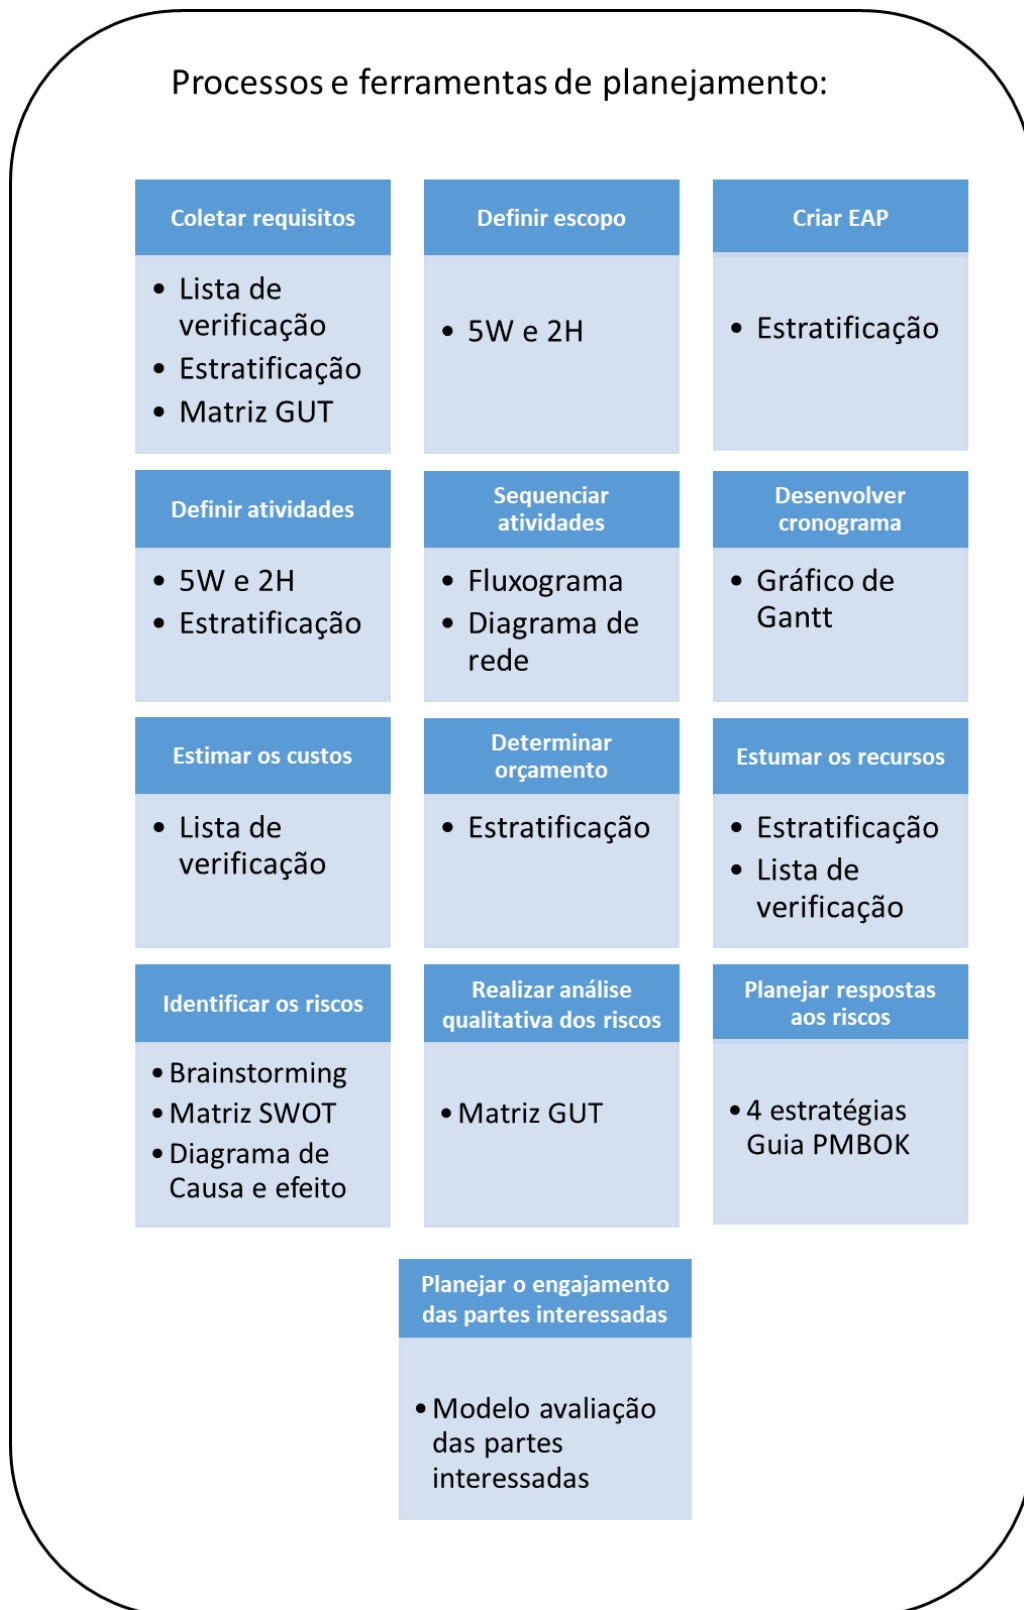 Processos e ferramentas de planejamento:
Coletar requisitos
• Lista de
verificação
• Estratificação
• Matriz GUT
Definir escopo
• 5W e 2H
Criar EAP
• Estratificação
Definir atividades
• 5W e 2H
• Estratificação
Sequenciar
atividades
• Fluxograma
• Diagrama de
rede
Desenvolver
cronograma
• Gráfico de
Gantt
Estimar os custos
• Lista de
verificação
Determinar
orçamento
• Estratificação
Estumar os recursos
• Estratificação
• Lista de
verificação
Identificar os riscos
• Brainstorming
• Matriz SWOT
• Diagrama de
Causa e efeito
Realizar análise
qualitativa dos riscos
• Matriz GUT
Planejar respostas
aos riscos
• 4 estratégias
Guia PMBOK
Planejar o engajamento
das partes interessadas
• Modelo avaliação
das partes
interessadas